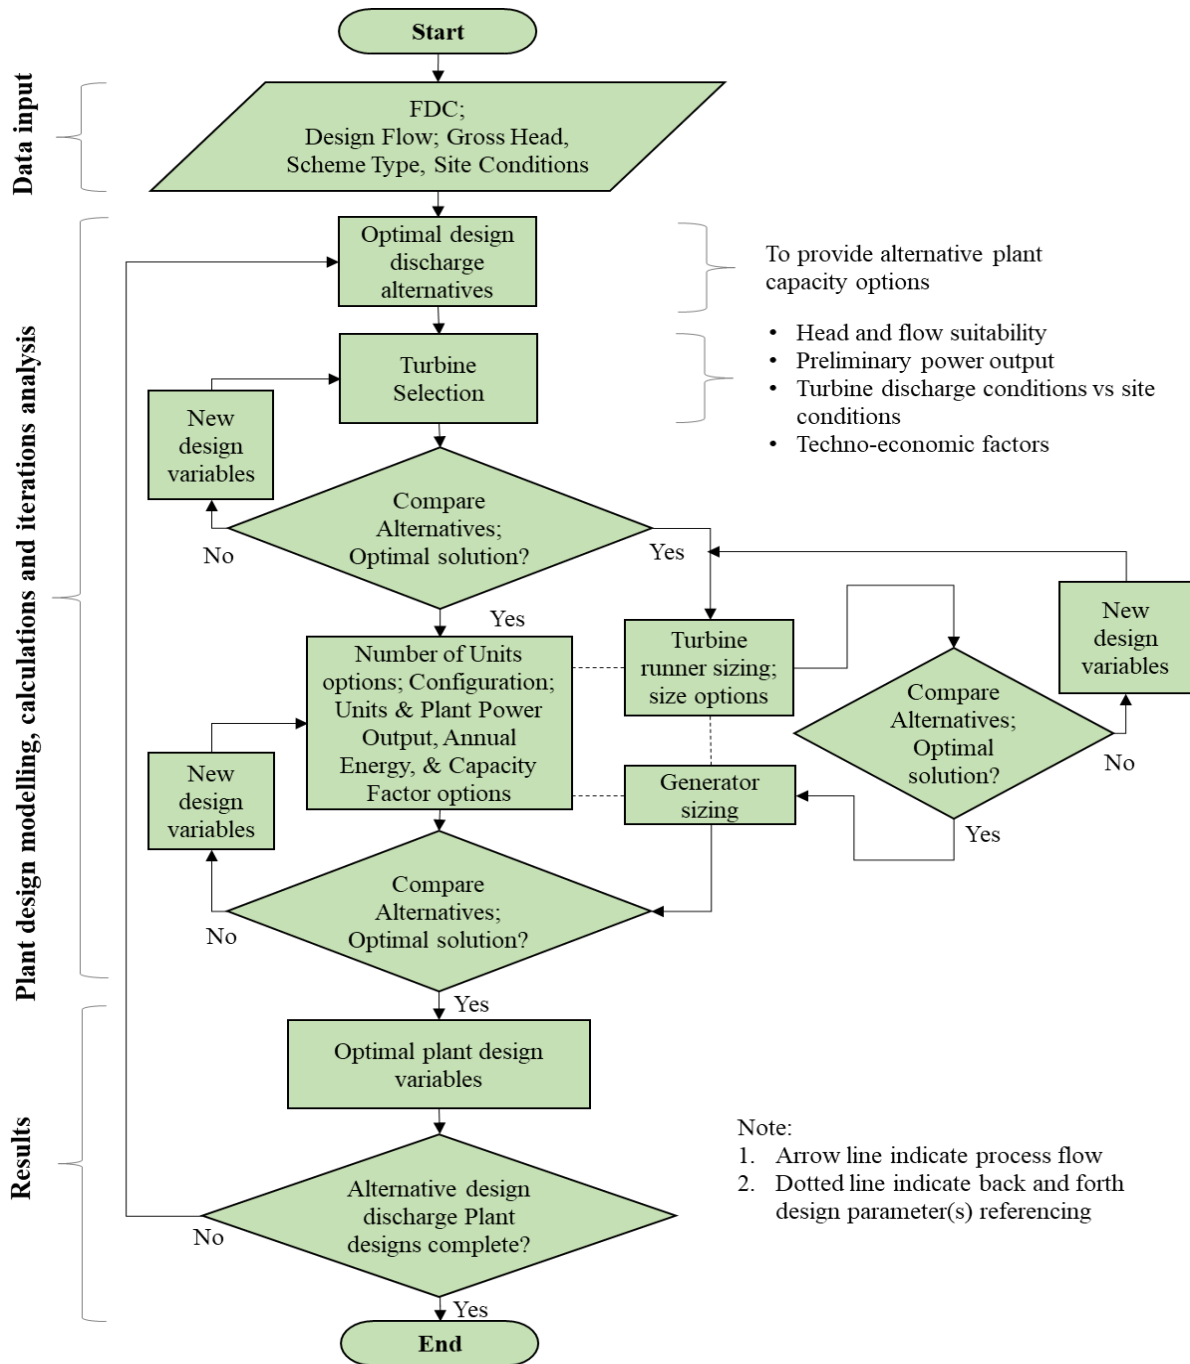 Start
Data input
FDC;
Design Flow; Gross Head,
Scheme Type, Site Conditions
Plant design modelling, calculations and iterations analysis
Optimal design
discharge
alternatives
To provide alternative plant
capacity options
Turbine
Selection
• Head and flow suitability
• Preliminary power output
• Turbine discharge conditions vs site
conditions
• Techno-economic factors
New
design
variables
Compare
Alternatives;
Optimal solution?
No
Yes
Yes
Number of Units
options; Configuration;
Units & Plant Power
Output, Annual
Energy, & Capacity
Factor options
Turbine
runner sizing;
size options
New
design
variables
Compare
Alternatives;
Optimal
solution?
No
Yes
Generator
sizing
New
design
variables
Compare
Alternatives;
Optimal solution?
No
Yes
Results
Optimal plant design
variables
Alternative design
discharge Plant
designs complete?
No
Yes
Note:
1. Arrow line indicate process flow
2. Dotted line indicate back and forth
design parameter(s) referencing
End